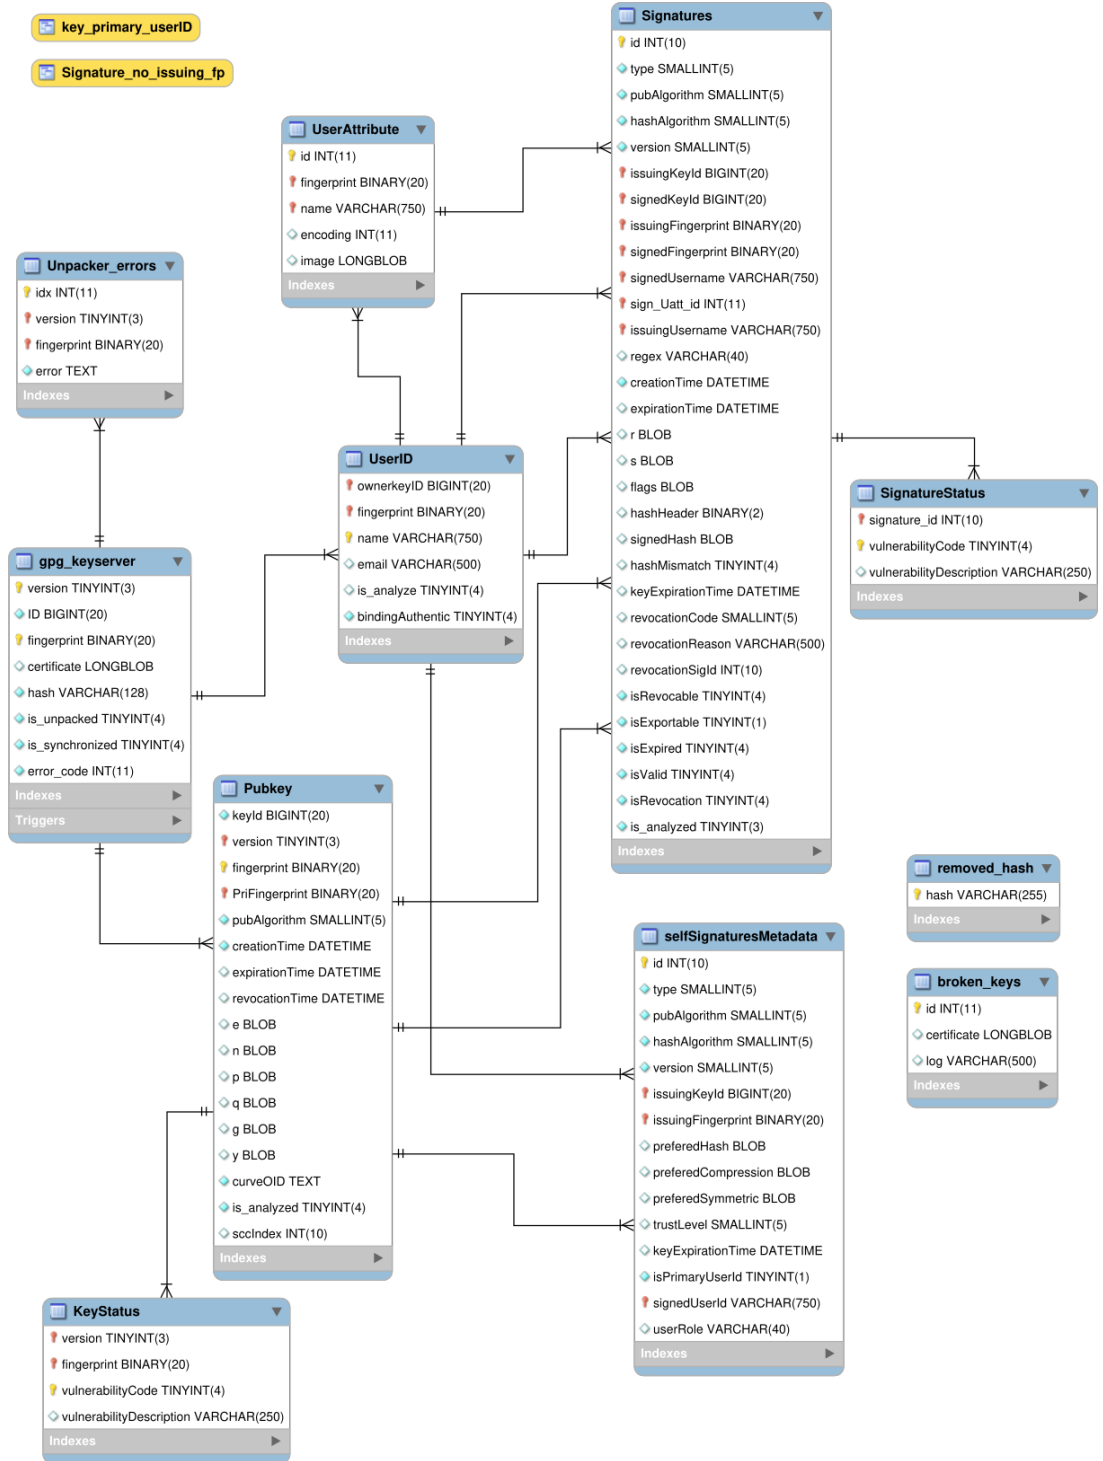 key_primary_userID
Signature_no_issuing_fp
Signatures
id INT(10)
type SMALLINT(5)
pubAlgorithm SMALLINT(5)
hashAlgorithm SMALLINT(5)
version SMALLINT(5)
issuingKeyId BIGINT(20)
signedKeyId BIGINT(20)
issuingFingerprint BINARY(20)
signedFingerprint BINARY(20)
signedUsername VARCHAR(750)
sign_Uatt_id INT(11)
issuingUsername VARCHAR(750)
regex VARCHAR(40)
creationTime DATETIME
expirationTime DATETIME
r BLOB
s BLOB
flags BLOB
hashHeader BINARY(2)
signedHash BLOB
hashMismatch TINYINT(4)
keyExpirationTime DATETIME
revocationCode SMALLINT(5)
revocationReason VARCHAR(500)
revocationSigId INT(10)
isRevocable TINYINT(4)
isExportable TINYINT(1)
isExpired TINYINT(4)
isValid TINYINT(4)
isRevocation TINYINT(4)
is_analyzed TINYINT(3)
Indexes
UserAttribute
id INT(11)
fingerprint BINARY(20)
name VARCHAR(750)
encoding INT(11)
image LONGBLOB
Indexes
Unpacker_errors
idx INT(11)
version TINYINT(3)
fingerprint BINARY(20)
error TEXT
Indexes
UserID
ownerkeyID BIGINT(20)
fingerprint BINARY(20)
name VARCHAR(750)
email VARCHAR(500)
is_analyze TINYINT(4)
bindingAuthentic TINYINT(4)
Indexes
SignatureStatus
signature_id INT(10)
vulnerabilityCode TINYINT(4)
vulnerabilityDescription VARCHAR(250)
Indexes
gpg_keyserver
version TINYINT(3)
ID BIGINT(20)
fingerprint BINARY(20)
certificate LONGBLOB
hash VARCHAR(128)
is_unpacked TINYINT(4)
is_synchronized TINYINT(4)
error_code INT(11)
Indexes
Triggers
Pubkey
keyId BIGINT(20)
version TINYINT(3)
fingerprint BINARY(20)
PriFingerprint BINARY(20)
pubAlgorithm SMALLINT(5)
creationTime DATETIME
expirationTime DATETIME
revocationTime DATETIME
e BLOB
n BLOB
p BLOB
q BLOB
g BLOB
y BLOB
curveOID TEXT
is_analyzed TINYINT(4)
sccIndex INT(10)
Indexes
removed_hash
hash VARCHAR(255)
Indexes
selfSignaturesMetadata
id INT(10)
type SMALLINT(5)
pubAlgorithm SMALLINT(5)
hashAlgorithm SMALLINT(5)
version SMALLINT(5)
issuingKeyId BIGINT(20)
issuingFingerprint BINARY(20)
preferedHash BLOB
preferedCompression BLOB
preferedSymmetric BLOB
trustLevel SMALLINT(5)
keyExpirationTime DATETIME
isPrimaryUserId TINYINT(1)
signedUserId VARCHAR(750)
userRole VARCHAR(40)
Indexes
broken_keys
id INT(11)
certificate LONGBLOB
log VARCHAR(500)
Indexes
KeyStatus
version TINYINT(3)
fingerprint BINARY(20)
vulnerabilityCode TINYINT(4)
vulnerabilityDescription VARCHAR(250)
Indexes